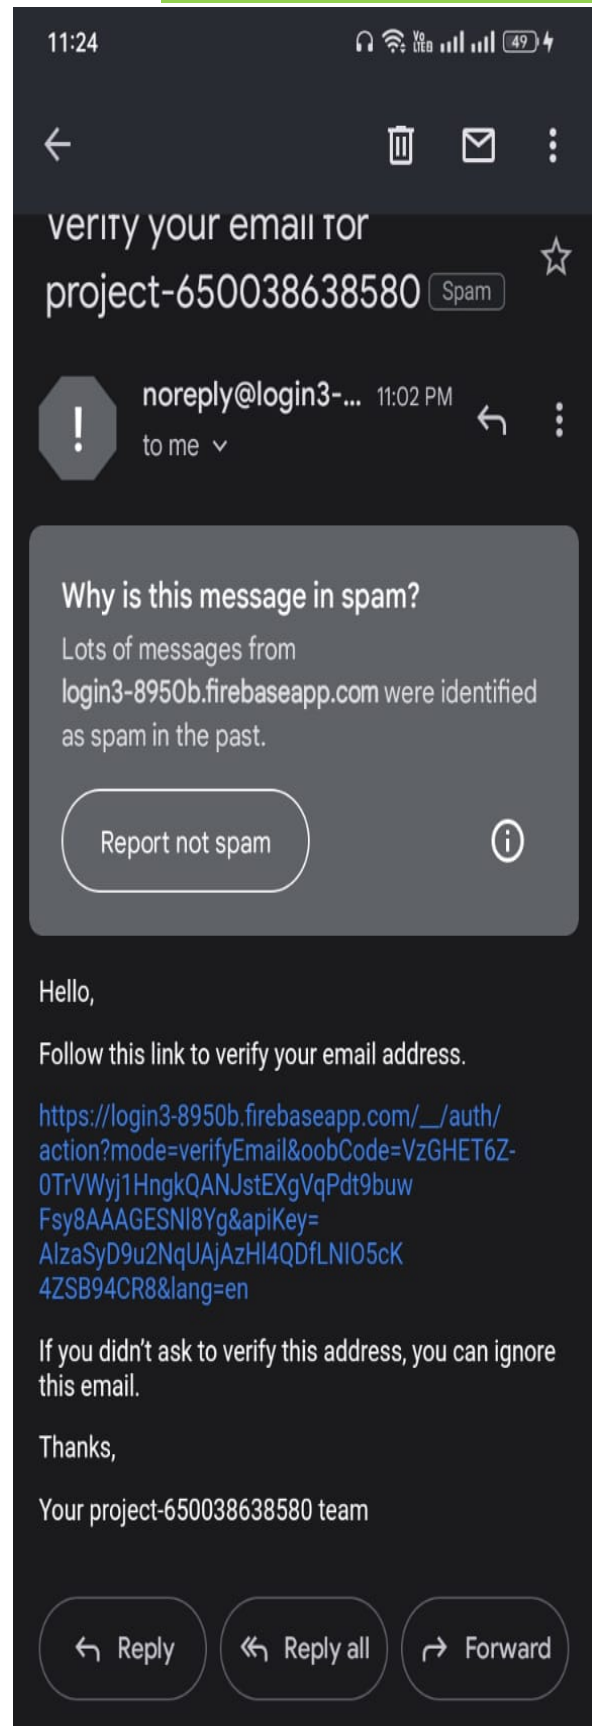 11:24
Vo LTE 49
Verify your email for
project-650038638580 Spam
! noreply@login3-... 11:02 PM
to me
Why is this message in spam?
Lots of messages from
login3-8950b.firebaseapp.com were identified
as spam in the past.
Report not spam
Hello,
Follow this link to verify your email address.
https://login3-8950b.firebaseapp.com/__/auth/
action?mode=verifyEmail&oobCode=VzGHET6Z-
0TrVWyj1HngkQANJstEXgVqPdt9buw
Fsy8AAAGESNl8Yg&apiKey=
AIzaSyD9u2NqUAjAzHl4QDfLNIO5cK
4ZSB94CR8&lang=en
If you didn't ask to verify this address, you can ignore
this email.
Thanks,
Your project-650038638580 team
Reply Reply all Forward